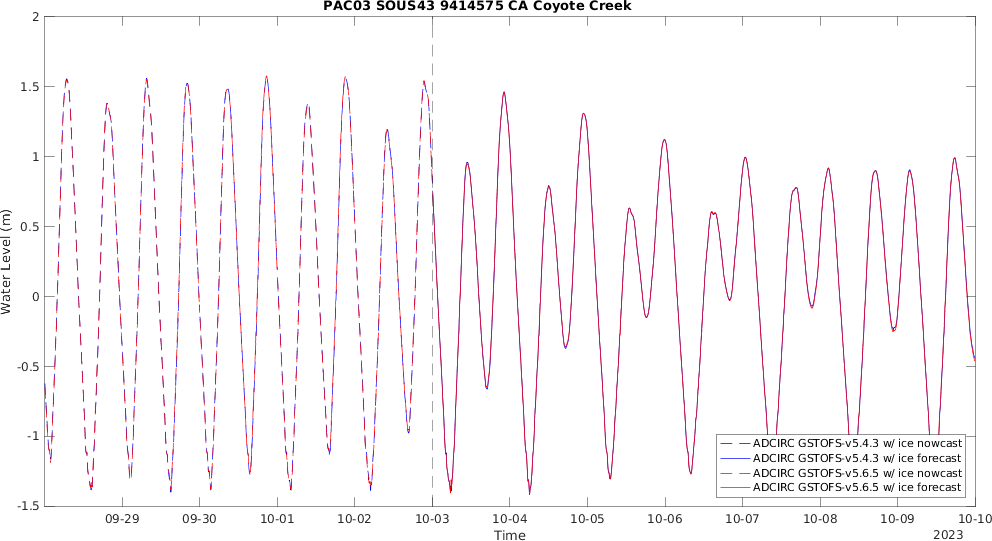 PAC03 SOUS43 9414575 CA Coyote Creek
2
1.5
1
0.5
0
-0.5
-1
-1.5
Water Level (m)
09-29 09-30 10-01 10-02 10-03 10-04 10-05 10-06 10-07 10-08 10-09 10-10
Time
2023
ADCIRC GSTOFS-v5.4.3 w/ ice nowcast
ADCIRC GSTOFS-v5.4.3 w/ ice forecast
ADCIRC GSTOFS-v5.6.5 w/ ice nowcast
ADCIRC GSTOFS-v5.6.5 w/ ice forecast